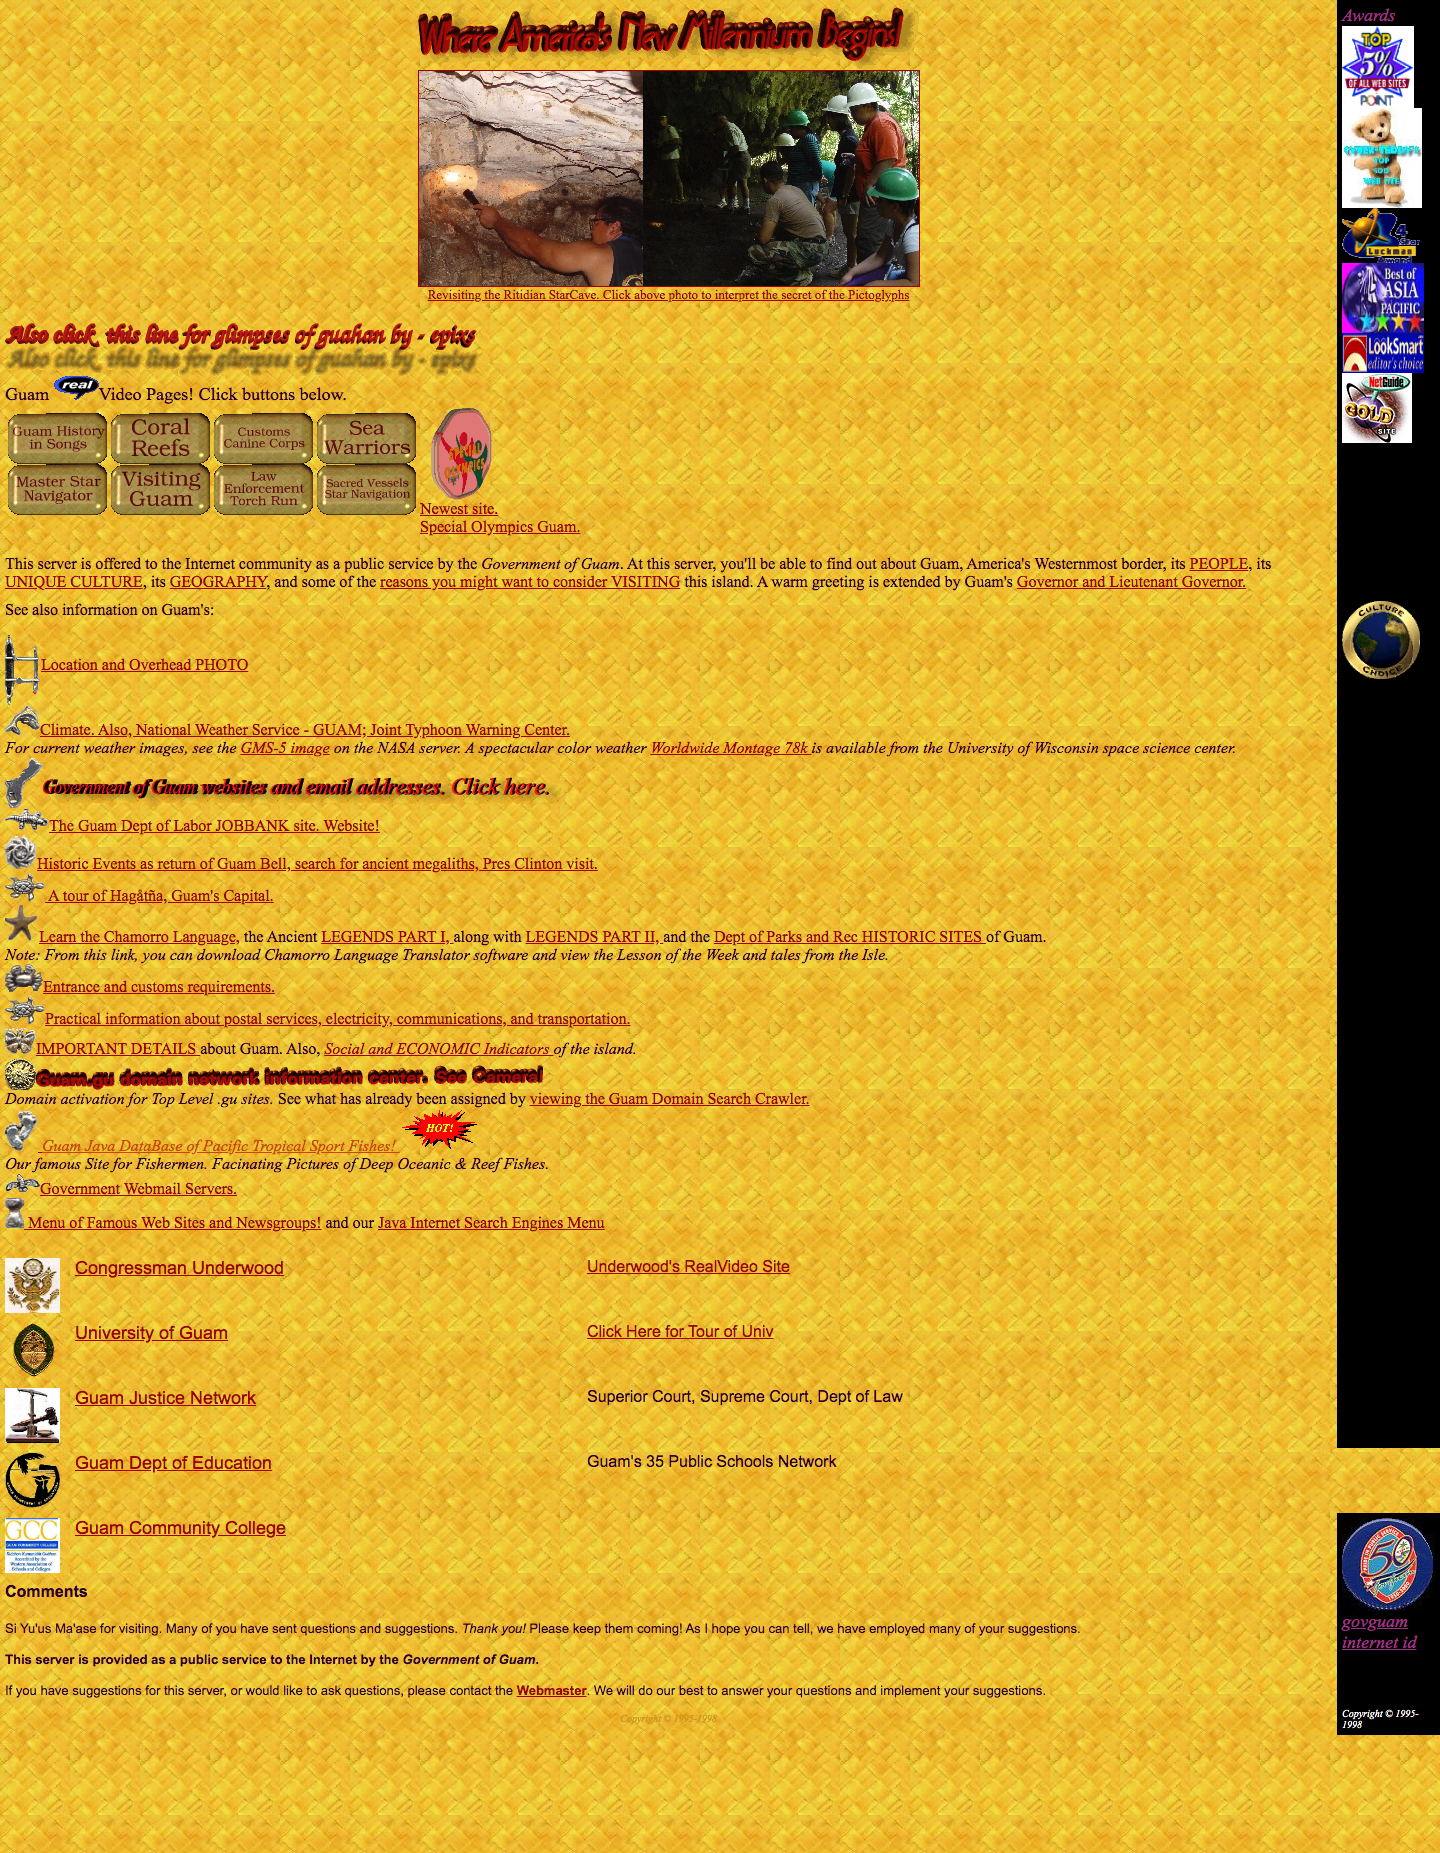 Where America's New Millennium Begins!
Revisiting the Ritidian StarCave. Click above photo to interpret the secret of the Pictoglyphs
Also click this line for glimpses of guahan by - epixs
Guam real Video Pages! Click buttons below.
Guam History in Songs
Coral Reefs
Customs Canine Corps
Sea Warriors
Master Star Navigator
Visiting Guam
Law Enforcement Torch Run
Sacred Vessels Star Navigation
SPECIAL OLYMPICS
Newest site.
Special Olympics Guam.
This server is offered to the Internet community as a public service by the Government of Guam. At this server, you'll be able to find out about Guam, America's Westernmost border, its PEOPLE, its
UNIQUE CULTURE, its GEOGRAPHY, and some of the reasons you might want to consider VISITING this island. A warm greeting is extended by Guam's Governor and Lieutenant Governor.
See also information on Guam's:
Location and Overhead PHOTO
Climate. Also, National Weather Service - GUAM; Joint Typhoon Warning Center.
For current weather images, see the GMS-5 image on the NASA server. A spectacular color weather Worldwide Montage 78k is available from the University of Wisconsin space science center.
Government of Guam websites and email addresses. Click here.
The Guam Dept of Labor JOBBANK site. Website!
Historic Events as return of Guam Bell, search for ancient megaliths, Pres Clinton visit.
A tour of Hagåtña, Guam's Capital.
Learn the Chamorro Language, the Ancient LEGENDS PART I, along with LEGENDS PART II, and the Dept of Parks and Rec HISTORIC SITES of Guam.
Note: From this link, you can download Chamorro Language Translator software and view the Lesson of the Week and tales from the Isle.
Entrance and customs requirements.
Practical information about postal services, electricity, communications, and transportation.
IMPORTANT DETAILS about Guam. Also, Social and ECONOMIC Indicators of the island.
Guam.gu domain network information center. See Camera!
Domain activation for Top Level .gu sites. See what has already been assigned by viewing the Guam Domain Search Crawler.
Guam Java DataBase of Pacific Tropical Sport Fishes! HOT!
Our famous Site for Fishermen. Facinating Pictures of Deep Oceanic & Reef Fishes.
Government Webmail Servers.
Menu of Famous Web Sites and Newsgroups! and our Java Internet Search Engines Menu
Congressman Underwood
Underwood's RealVideo Site
University of Guam
Click Here for Tour of Univ
Guam Justice Network
Superior Court, Supreme Court, Dept of Law
Guam Dept of Education
Guam's 35 Public Schools Network
GCC
Guam Community College
Comments
Si Yu'us Ma'ase for visiting. Many of you have sent questions and suggestions. Thank you! Please keep them coming! As I hope you can tell, we have employed many of your suggestions.
This server is provided as a public service to the Internet by the Government of Guam.
If you have suggestions for this server, or would like to ask questions, please contact the Webmaster. We will do our best to answer your questions and implement your suggestions.
Copyright © 1995-1998
Awards
TOP
5%
OF ALL WEB SITES
POINT
TOP
WEB SITE
4
Star
Luckman
Award
Best of
ASIA
PACIFIC
LookSmart
editor's choice
NetGuide
GOLD
SITE
CULTURE
CHOICE
50
govguam
internet id
Copyright © 1995-
1998